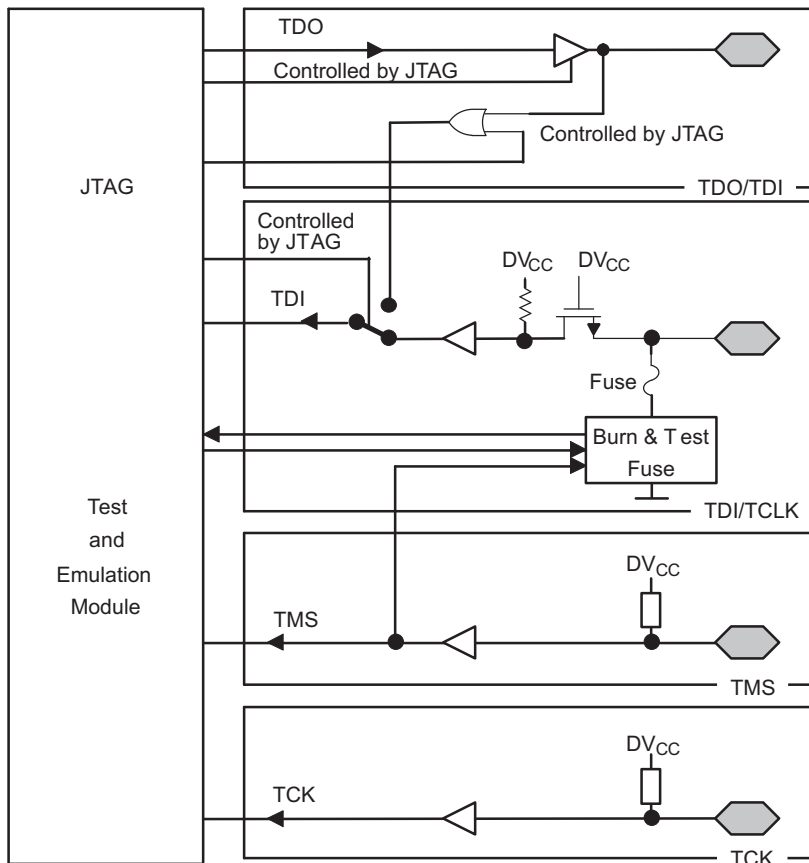 TDO
Controlled by JTAG
Controlled by JTAG
JTAG
TDO/TDI
Controlled
by JTAG
DVCC
DVCC
TDI
Fuse
Burn & Test
Fuse
TDI/TCLK
Test
and
Emulation
Module
DVCC
TMS
TMS
DVCC
TCK
TCK